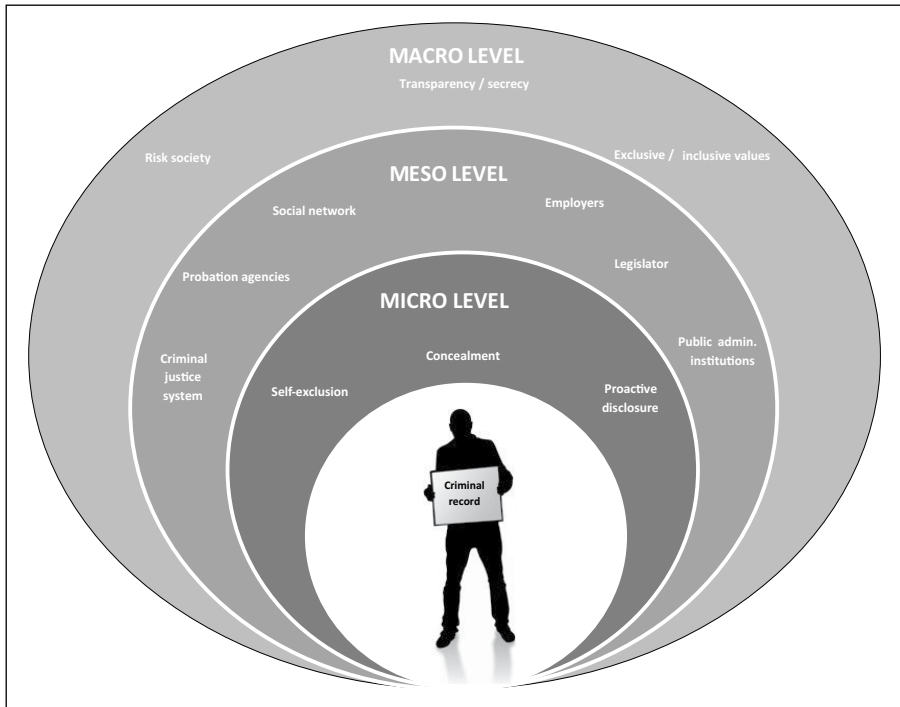 MACRO LEVEL
Transparency / secrecy
Risk society
Exclusive / inclusive values
MESO LEVEL
Social network
Employers
Probation agencies
Legislator
MICRO LEVEL
Concealment
Criminal
justice
system
Public admin.
institutions
Self-exclusion
Proactive
disclosure
Criminal
record